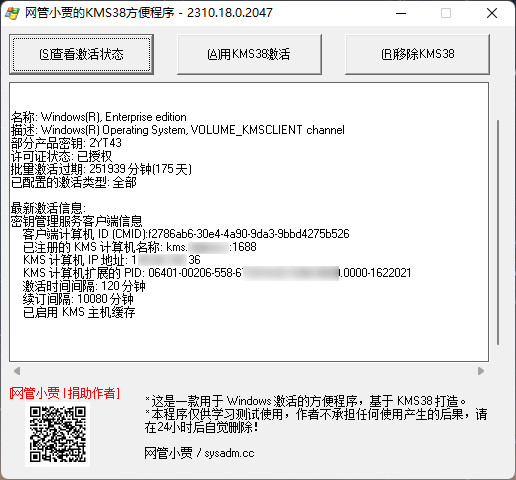 网管小贾的KMS38方便程序 - 2310.18.0.2047
(S)查看激活状态
(A)用KMS38激活
(R)移除KMS38
名称: Windows(R), Enterprise edition
描述: Windows(R) Operating System, VOLUME_KMSCLIENT channel
部分产品密钥: 2YT43
许可证状态: 已授权
批量激活过期: 251939 分钟(175 天)
已配置的激活类型: 全部
最新激活信息:
密钥管理服务客户端信息
客户端计算机 ID (CMID):f2786ab6-30e4-4a90-9da3-9bbd4275b526
已注册的 KMS 计算机名称: kms. :1688
KMS 计算机 IP 地址: 1 36
KMS 计算机扩展的 PID: 06401-00206-558-6 .0000-1622021
激活时间间隔: 120 分钟
续订间隔: 10080 分钟
已启用 KMS 主机缓存
[网管小贾 | 捐助作者]
*这是一款用于 Windows 激活的方便程序，基于 KMS38 打造。
*本程序仅供学习测试使用，作者不承担任何使用产生的后果，请
在24小时后自觉删除！
网管小贾 / sysadm.cc